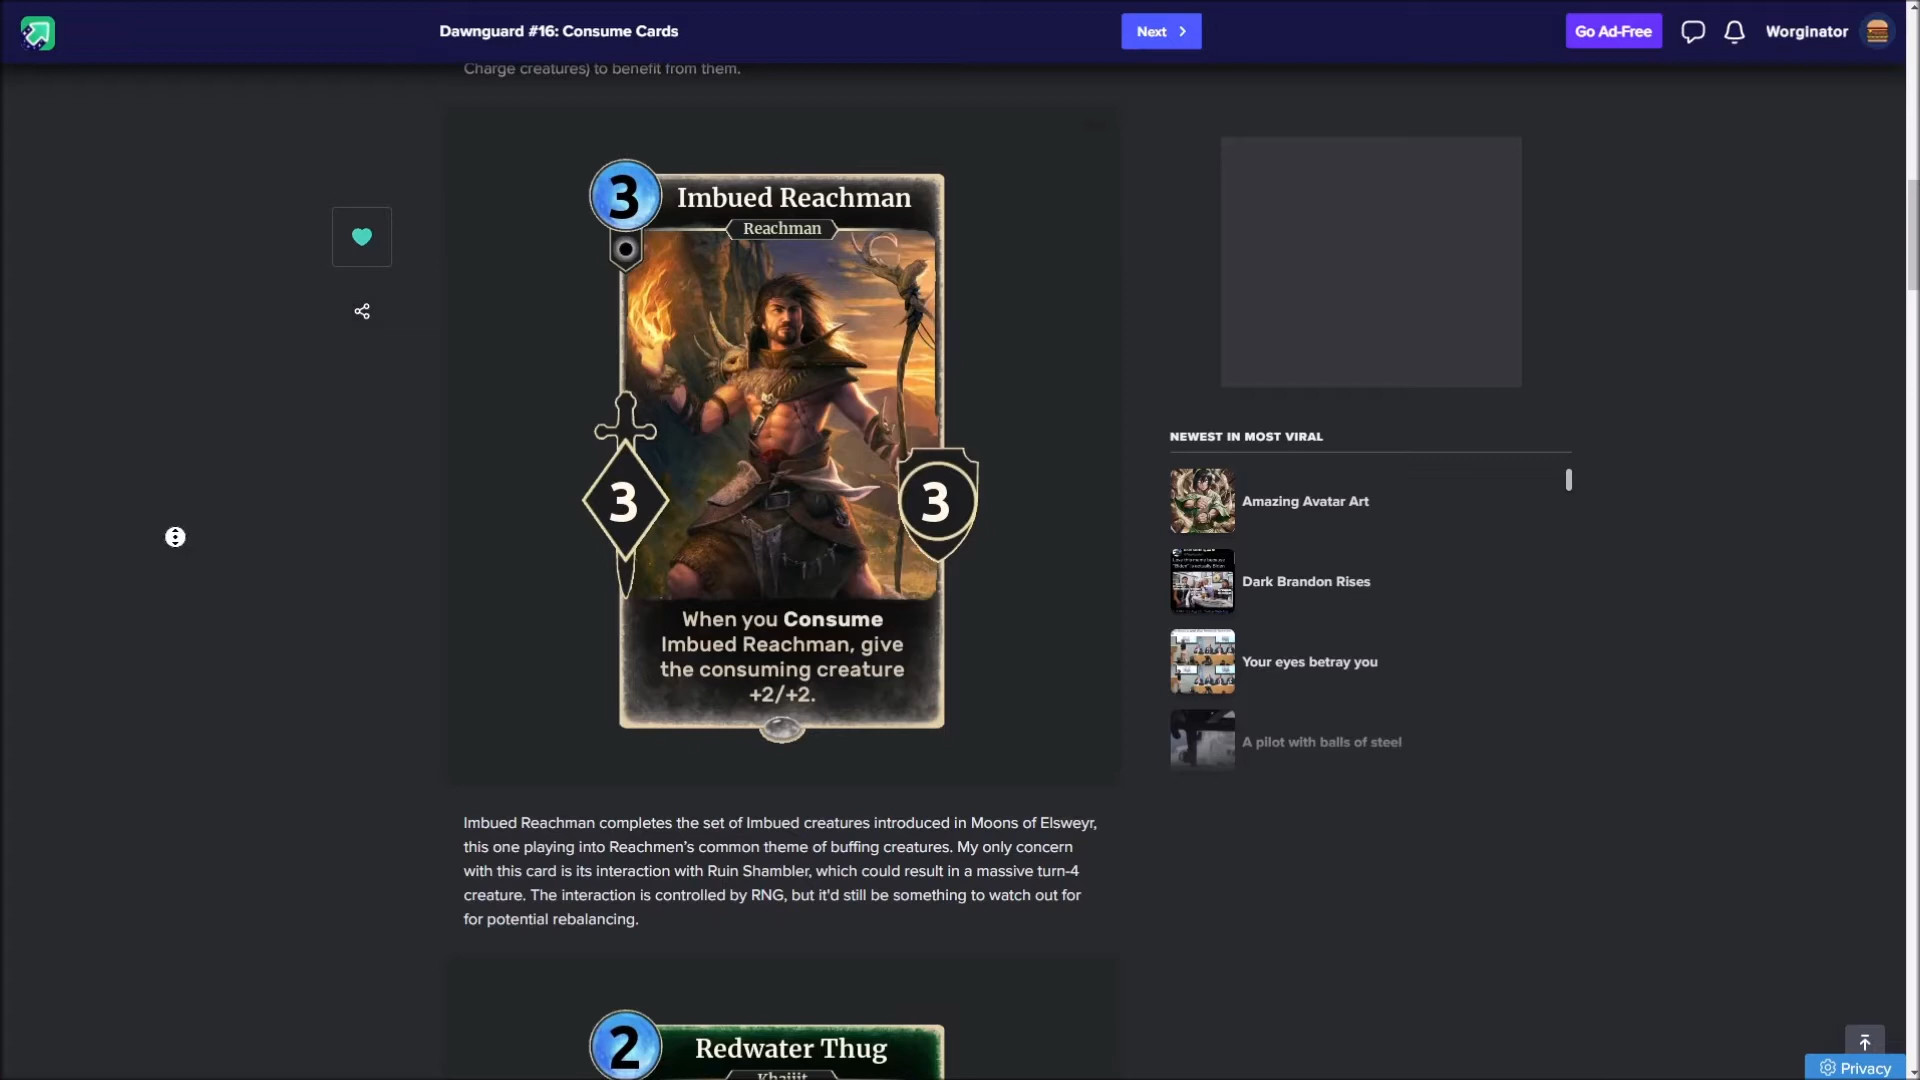 Dawnguard #16: Consume Cards
Next
Go Ad-Free
Worginator
Charge creatures) to benefit from them.
3
Imbued Reachman
Reachman
3
3
When you Consume
Imbued Reachman, give
the consuming creature
+2/+2.
NEWEST IN MOST VIRAL
Amazing Avatar Art
Dark Brandon Rises
Your eyes betray you
A pilot with balls of steel
Imbued Reachman completes the set of Imbued creatures introduced in Moons of Elsweyr,
this one playing into Reachmen's common theme of buffing creatures. My only concern
with this card is its interaction with Ruin Shambler, which could result in a massive turn-4
creature. The interaction is controlled by RNG, but it'd still be something to watch out for
for potential rebalancing.
2
Redwater Thug
Khajiit
Privacy